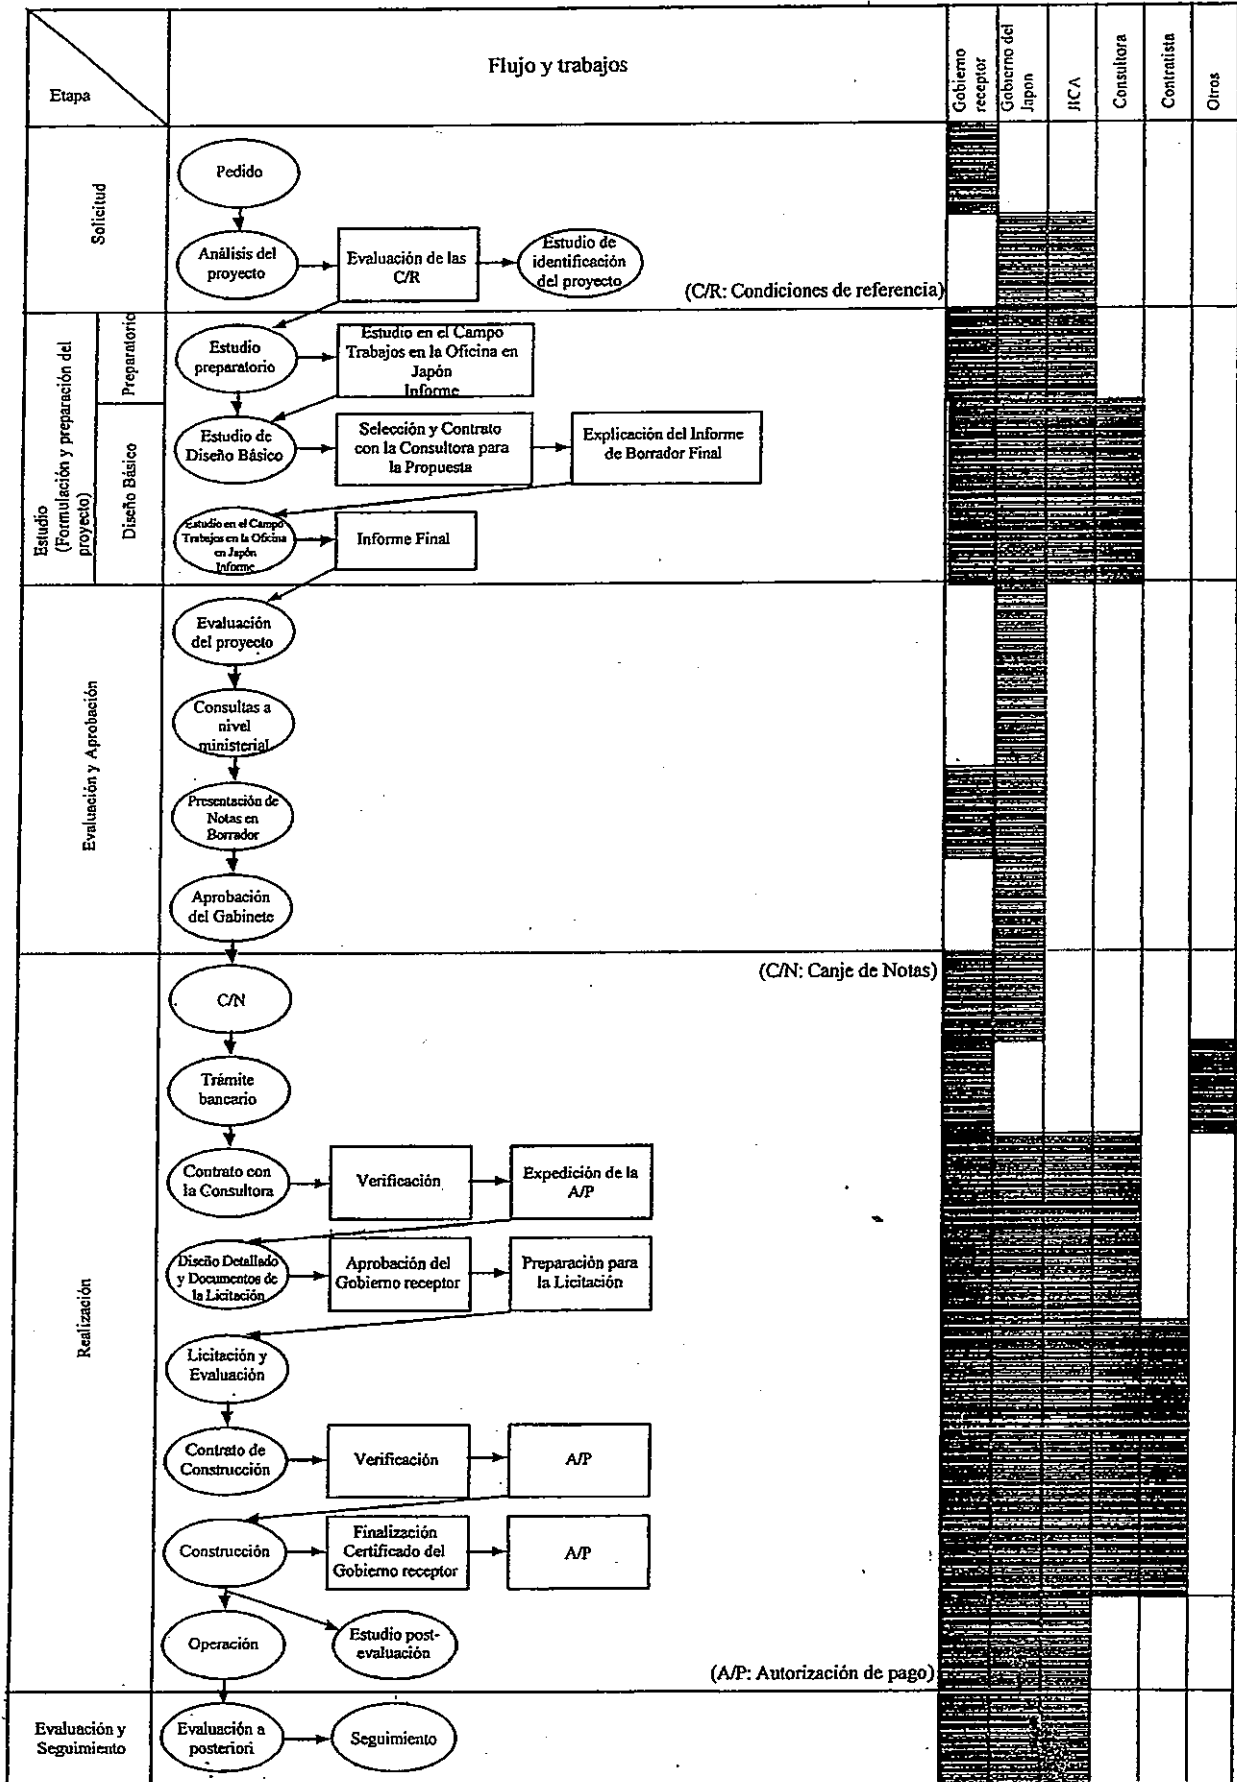 Etapa
Flujo y trabajos
Gobierno
receptor
Gobierno del
Japon
JICA
Consultora
Contratista
Otros
Solicitud
Pedido
Análisis del
proyecto
Evaluación de las
C/R
Estudio de
identificación
del proyecto
(C/R: Condiciones de referencia)
Estudio
(Formulación y preparación del
proyecto)
Preparatorio
Estudio
preparatorio
Estudio en el Campo
Trabajos en la Oficina en
Japón
Informe
Diseño Básico
Estudio de
Diseño Básico
Selección y Contrato
con la Consultora para
la Propuesta
Explicación del Informe
de Borrador Final
Estudio en el Campo
Trabajos en la Oficina
en Japón
Informe
Informe Final
Evaluación y Aprobación
Evaluación
del proyecto
Consultas a
nivel
ministerial
Presentación de
Notas en
Borrador
Aprobación
del Gabinete
Realización
(C/N: Canje de Notas)
C/N
Trámite
bancario
Contrato con
la Consultora
Verificación
Expedición de la
A/P
Diseño Detallado
y Documentos de
la Licitación
Aprobación del
Gobierno receptor
Preparación para
la Licitación
Licitación y
Evaluación
Contrato de
Construcción
Verificación
A/P
Construcción
Finalización
Certificado del
Gobierno receptor
A/P
Operación
Estudio post-
evaluación
(A/P: Autorización de pago)
Evaluación y
Seguimiento
Evaluación a
posteriori
Seguimiento